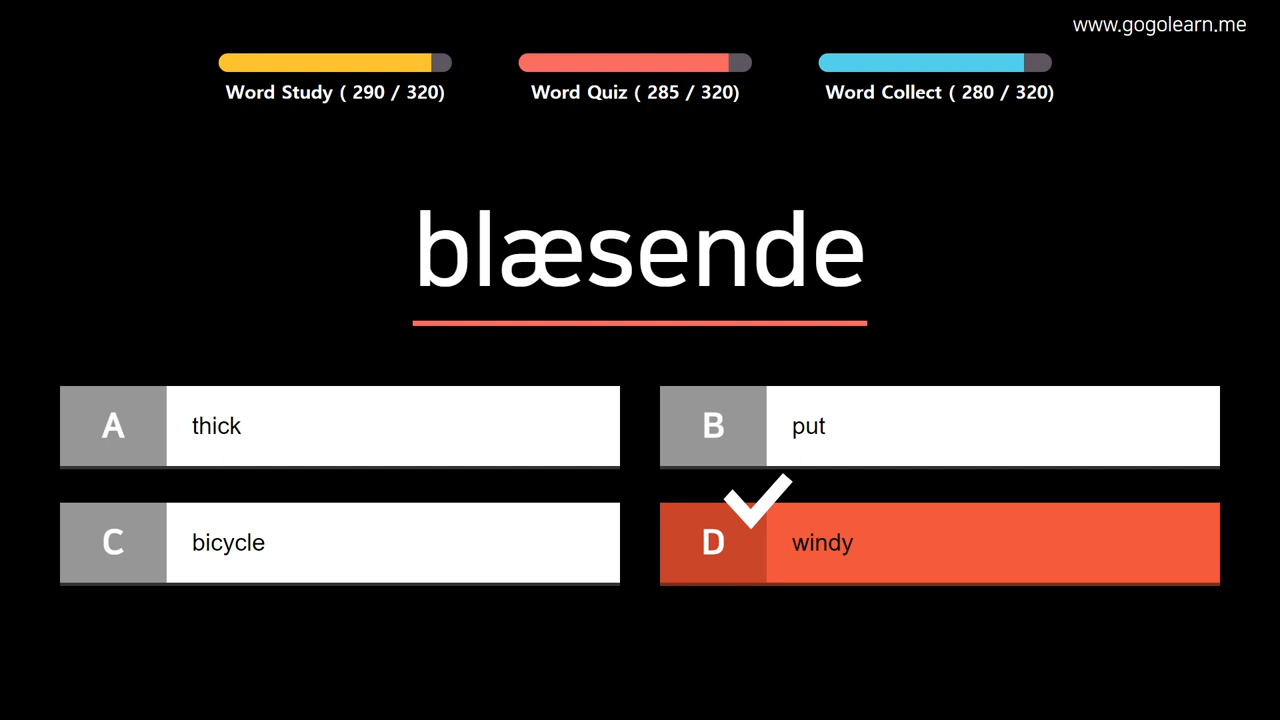 www.gogolearn.me
Word Study ( 290 / 320)
Word Quiz ( 285 / 320)
Word Collect ( 280 / 320)
blæsende
A thick
B put
C bicycle
D windy